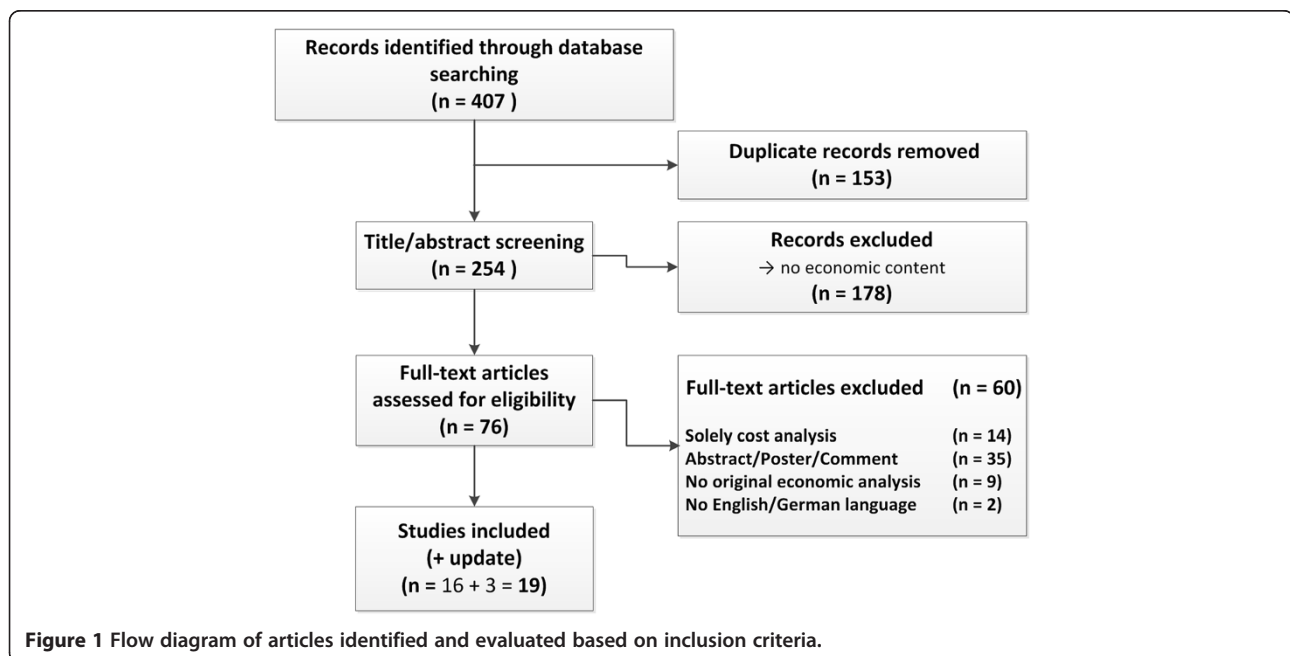 Records identified through database
searching
(n = 407 )
Duplicate records removed
(n = 153)
Title/abstract screening
(n = 254 )
Records excluded
→ no economic content
(n = 178)
Full-text articles
assessed for eligibility
(n = 76)
Full-text articles excluded (n = 60)
Solely cost analysis (n = 14)
Abstract/Poster/Comment (n = 35)
No original economic analysis (n = 9)
No English/German language (n = 2)
Studies included
(+ update)
(n = 16 + 3 = 19)
Figure 1 Flow diagram of articles identified and evaluated based on inclusion criteria.